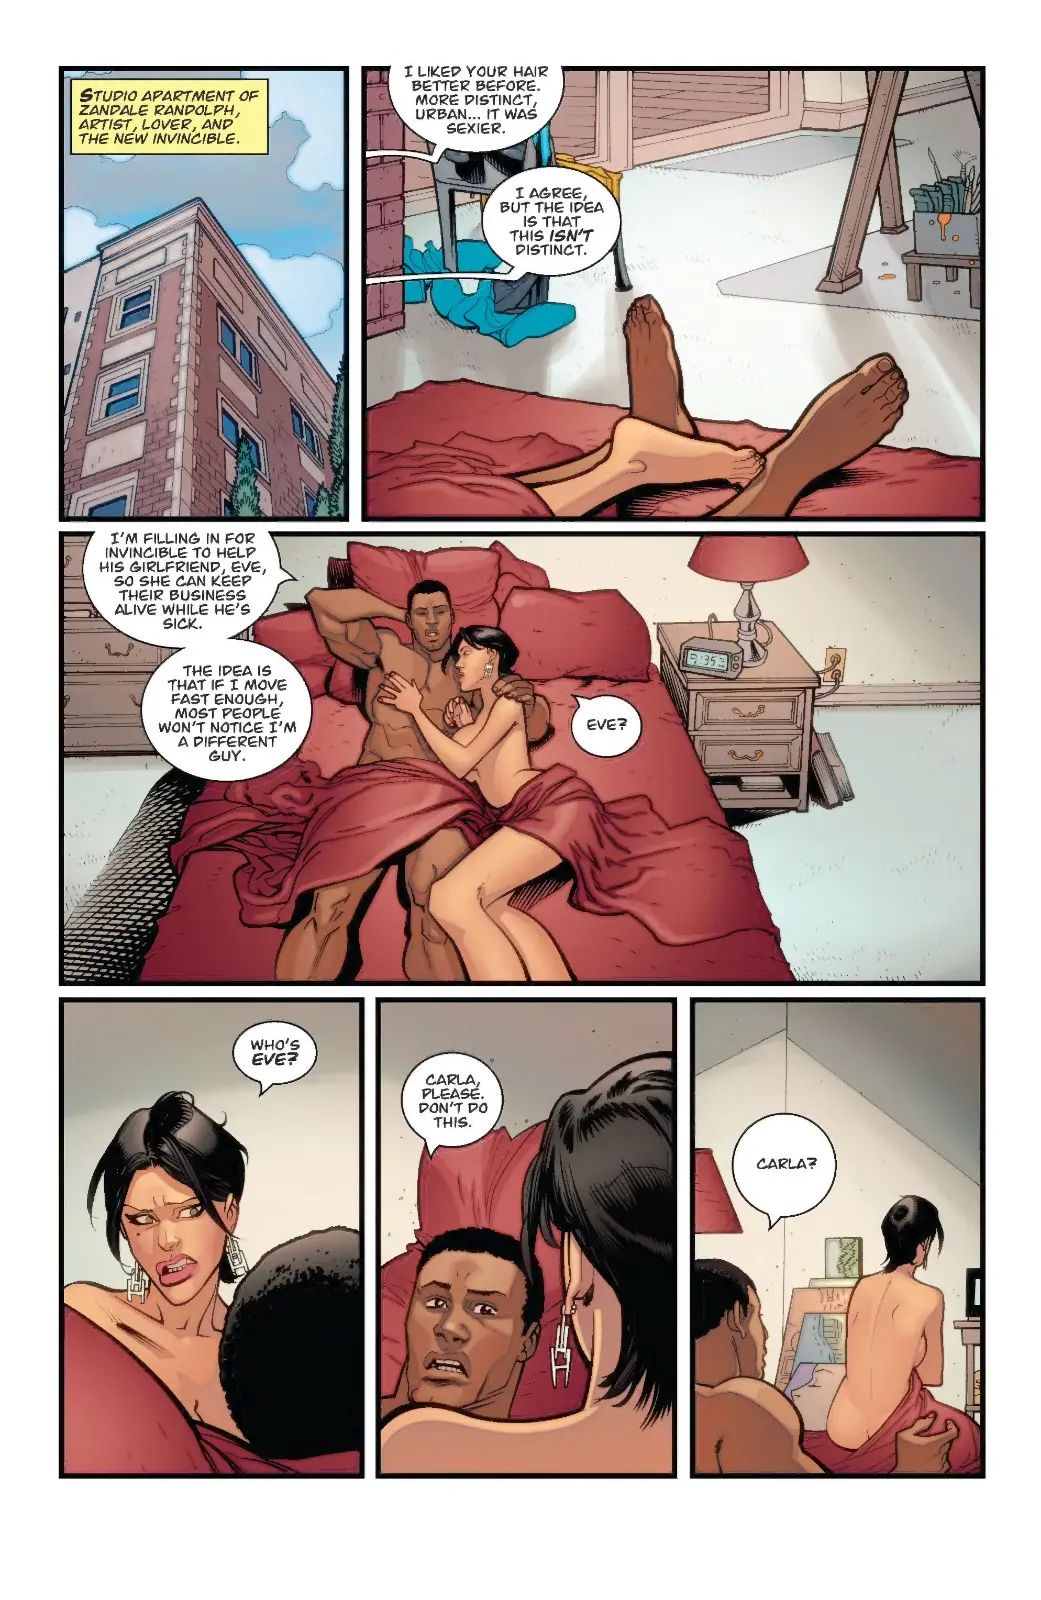 STUDIO APARTMENT OF
ZANDALE RANDOLPH,
ARTIST, LOVER, AND
THE NEW INVINCIBLE.
I LIKED YOUR HAIR
BETTER BEFORE.
MORE DISTINCT,
URBAN... IT WAS
SEXIER.
I AGREE,
BUT THE IDEA
IS THAT
THIS ISN'T
DISTINCT.
I'M FILLING IN FOR
INVINCIBLE TO HELP
HIS GIRLFRIEND, EVE,
SO SHE CAN KEEP
THEIR BUSINESS
ALIVE WHILE HE'S
SICK.
THE IDEA IS
THAT IF I MOVE
FAST ENOUGH,
MOST PEOPLE
WON'T NOTICE I'M
A DIFFERENT
GUY.
EVE?
WHO'S
EVE?
CARLA,
PLEASE.
DON'T DO
THIS.
CARLA?